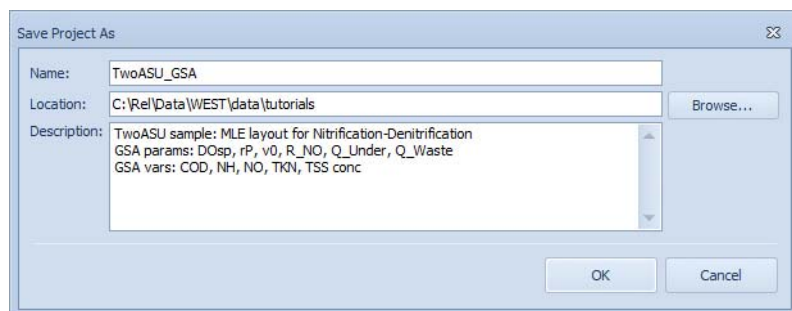 Save Project As
Name: TwoASU_GSA
Location: C:\Rel\Data\WEST\data\tutorials Browse...
Description: TwoASU sample: MLE layout for Nitrification-Denitrification
GSA params: DOsp, rP, v0, R_NO, Q_Under, Q_Waste
GSA vars: COD, NH, NO, TKN, TSS conc
OK Cancel